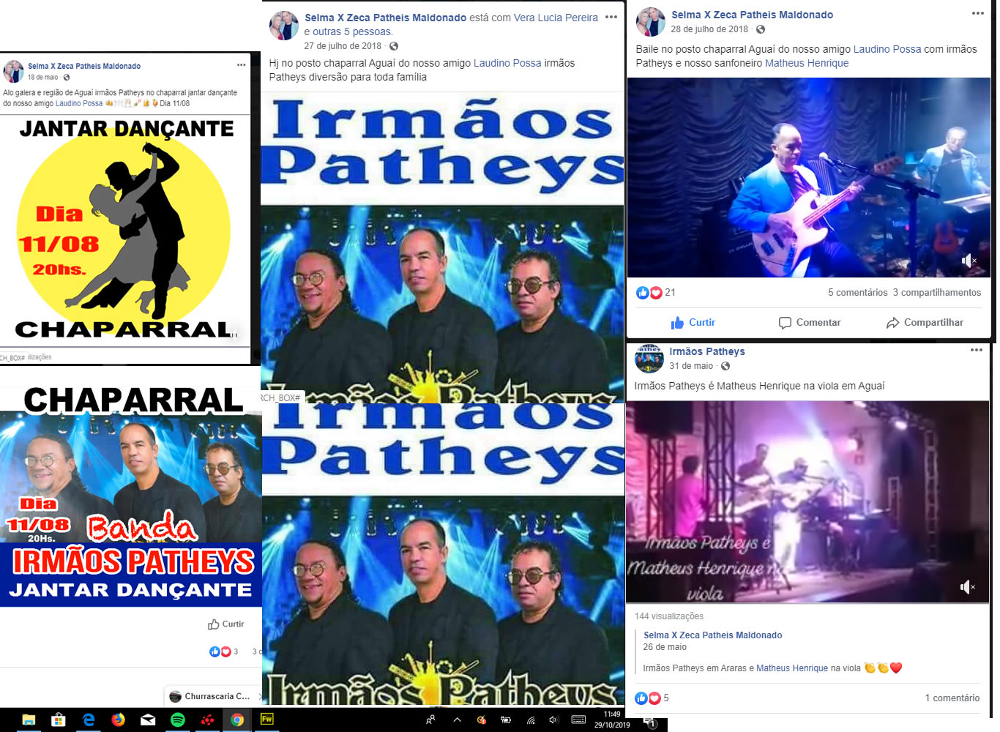 Selma X Zeca Patheis Maldonado
18 de maio ·
Alo galera e região de Aguaí irmãos Patheys no chaparral jantar dançante
do nosso amigo Laudino Possa Dia 11/08
JANTAR DANÇANTE
Dia
11/08
20hs.
CHAPARRAL
CH_BOX# ilizações
CHAPARRAL
Dia
11/08
20Hs.
Banda
IRMÃOS PATHEYS
JANTAR DANÇANTE
Curtir
3
3 c
Churrascaria C...
Selma X Zeca Patheis Maldonado está com Vera Lucia Pereira
e outras 5 pessoas.
27 de julho de 2018 ·
Hj no posto chaparral Aguaí do nosso amigo Laudino Possa irmãos
Patheys diversão para toda família
Irmãos
Patheys
Irmãos Patheys
RCH_BOX#
Irmãos
Patheys
Irmãos Patheys
Selma X Zeca Patheis Maldonado
28 de julho de 2018 ·
Baile no posto chaparral Aguaí do nosso amigo Laudino Possa com irmãos
Patheys e nosso sanfoneiro Matheus Henrique
21
5 comentários 3 compartilhamentos
Curtir Comentar Compartilhar
Irmãos Patheys
31 de maio ·
Irmãos Patheys é Matheus Henrique na viola em Aguaí
Irmãos Patheys é
Matheus Henrique na
viola
144 visualizações
Selma X Zeca Patheis Maldonado
26 de maio
Irmãos Patheys em Araras e Matheus Henrique na viola
5
1 comentário
Fw
11:49
29/10/2019
1